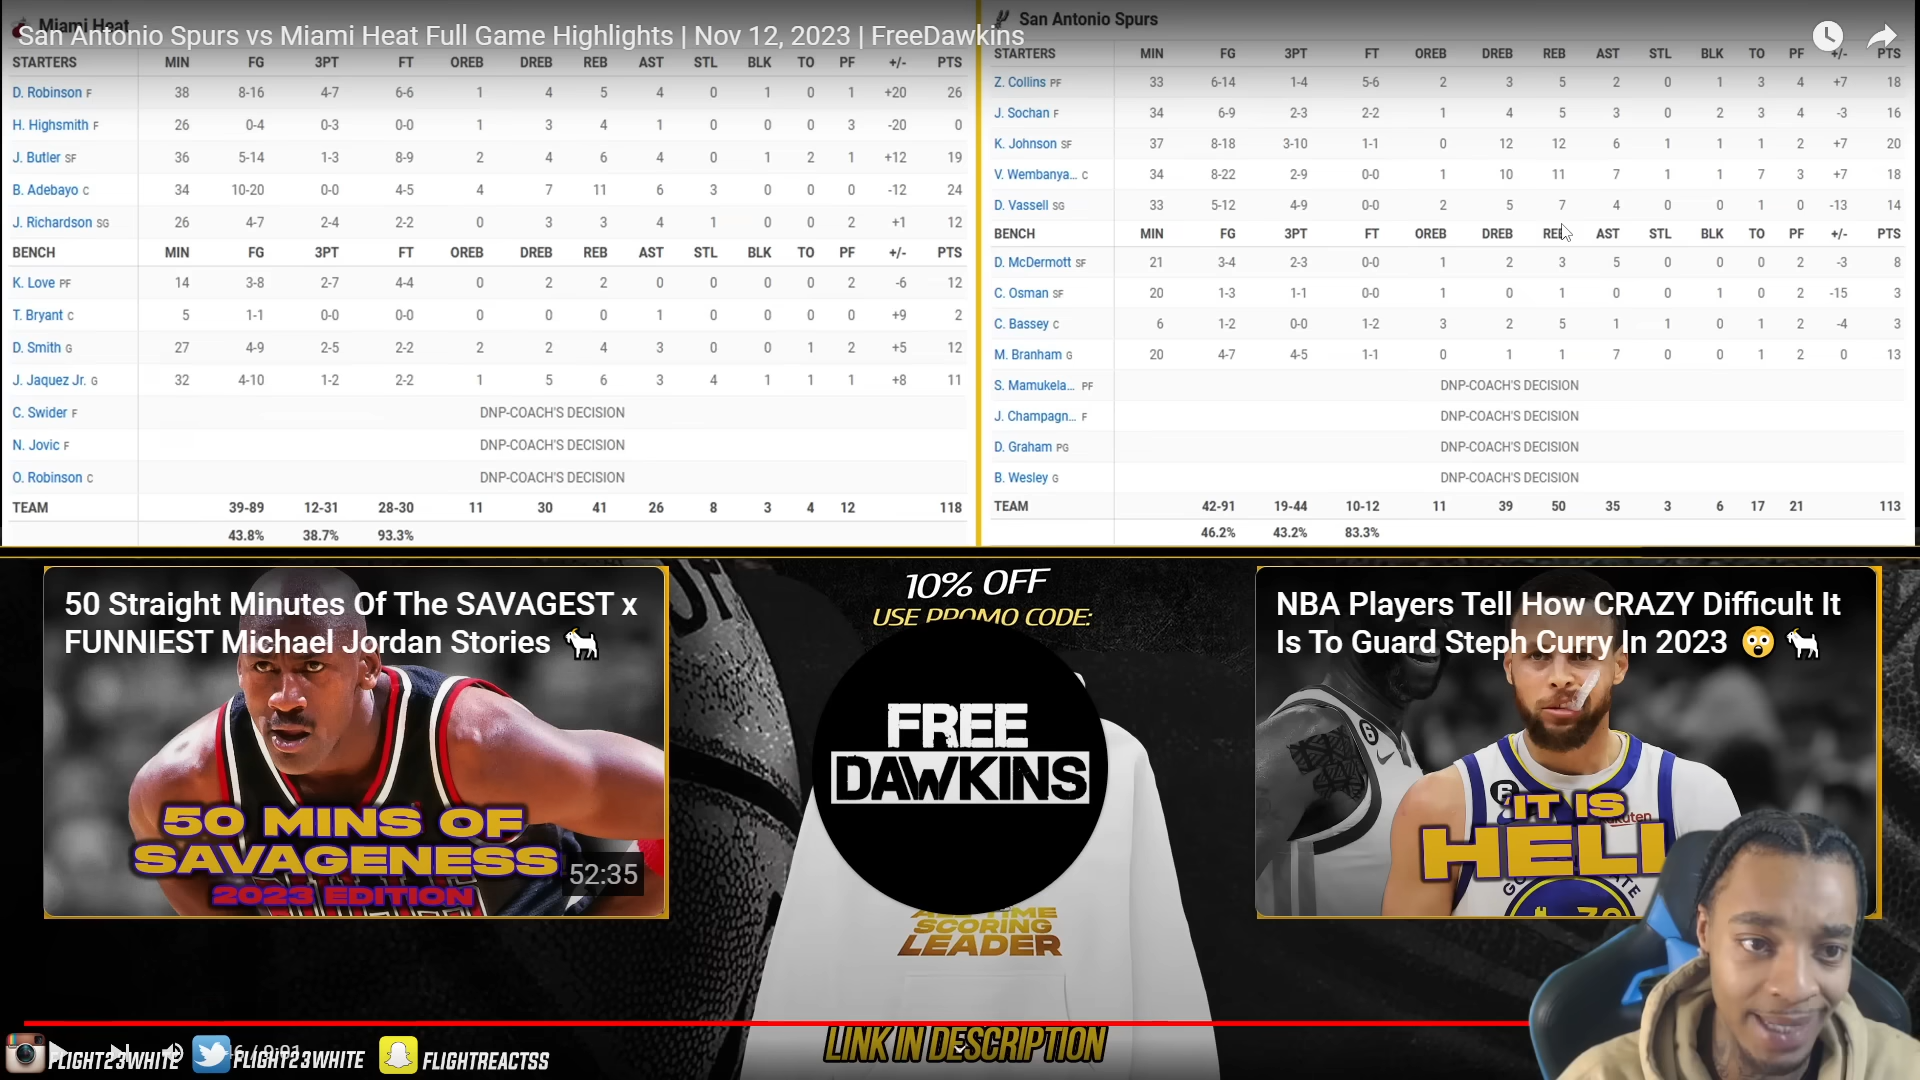 San Antonio Spurs vs Miami Heat Full Game Highlights | Nov 12, 2023 | FreeDawkins
Miami Heat
STARTERS MIN FG 3PT FT OREB DREB REB AST STL BLK TO PF +/- PTS
D. Robinson F 38 8-16 4-7 6-6 1 4 5 4 0 1 0 1 +20 26
H. Highsmith F 26 0-4 0-3 0-0 1 3 4 1 0 0 0 3 -20 0
J. Butler SF 36 5-14 1-3 8-9 2 4 6 4 0 1 2 1 +12 19
B. Adebayo C 34 10-20 0-0 4-5 4 7 11 6 3 0 0 0 -12 24
J. Richardson SG 26 4-7 2-4 2-2 0 3 3 4 1 0 0 2 +1 12
BENCH MIN FG 3PT FT OREB DREB REB AST STL BLK TO PF +/- PTS
K. Love PF 14 3-8 2-7 4-4 0 2 2 0 0 0 0 2 -6 12
T. Bryant C 5 1-1 0-0 0-0 0 0 0 1 0 0 0 0 +9 2
D. Smith G 27 4-9 2-5 2-2 2 2 4 3 0 0 1 2 +5 12
J. Jaquez Jr. G 32 4-10 1-2 2-2 1 5 6 3 4 1 1 1 +8 11
C. Swider F DNP-COACH'S DECISION
N. Jovic F DNP-COACH'S DECISION
O. Robinson C DNP-COACH'S DECISION
TEAM 39-89 12-31 28-30 11 30 41 26 8 3 4 12 118
43.8% 38.7% 93.3%
San Antonio Spurs
STARTERS MIN FG 3PT FT OREB DREB REB AST STL BLK TO PF +/- PTS
Z. Collins PF 33 6-14 1-4 5-6 2 3 5 2 0 1 3 4 +7 18
J. Sochan F 34 6-9 2-3 2-2 1 4 5 3 0 2 3 4 -3 16
K. Johnson SF 37 8-18 3-10 1-1 0 12 12 6 1 1 1 2 +7 20
V. Wembanya... C 34 8-22 2-9 0-0 1 10 11 7 1 1 7 3 +7 18
D. Vassell SG 33 5-12 4-9 0-0 2 5 7 4 0 0 1 0 -13 14
BENCH MIN FG 3PT FT OREB DREB REB AST STL BLK TO PF +/- PTS
D. McDermott SF 21 3-4 2-3 0-0 1 2 3 5 0 0 0 2 -3 8
C. Osman SF 20 1-3 1-1 0-0 1 0 1 0 0 1 0 2 -15 3
C. Bassey C 6 1-2 0-0 1-2 3 2 5 1 1 0 1 2 -4 3
M. Branham G 20 4-7 4-5 1-1 0 1 1 7 0 0 1 2 0 13
S. Mamukela... PF DNP-COACH'S DECISION
J. Champagn... F DNP-COACH'S DECISION
D. Graham PG DNP-COACH'S DECISION
B. Wesley G DNP-COACH'S DECISION
TEAM 42-91 19-44 10-12 11 39 50 35 3 6 17 21 113
46.2% 43.2% 83.3%
50 Straight Minutes Of The SAVAGEST x
FUNNIEST Michael Jordan Stories 🐐
50 MINS OF
SAVAGENESS
2023 EDITION
52:35
10% OFF
USE PROMO CODE:
FREE
DAWKINS
ALL TIME
SCORING
LEADER
LINK IN DESCRIPTION
NBA Players Tell How CRAZY Difficult It
Is To Guard Steph Curry In 2023 😲 🐐
6
6
IT IS
HELL
FLIGHT23WHITE
FLIGHT23WHITE
FLIGHTREACTSS